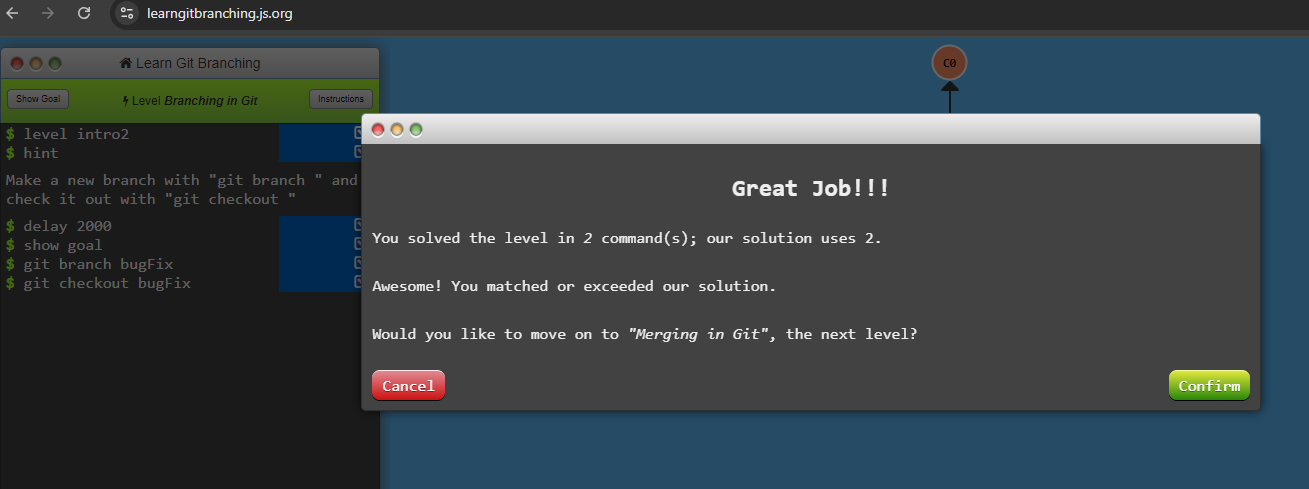 learngitbranching.js.org
Learn Git Branching
Show Goal
Level Branching in Git
Instructions
C0
$ level intro2
$ hint
Make a new branch with "git branch " and
check it out with "git checkout "
$ delay 2000
$ show goal
$ git branch bugFix
$ git checkout bugFix
Great Job!!!
You solved the level in 2 command(s); our solution uses 2.
Awesome! You matched or exceeded our solution.
Would you like to move on to "Merging in Git", the next level?
Cancel
Confirm